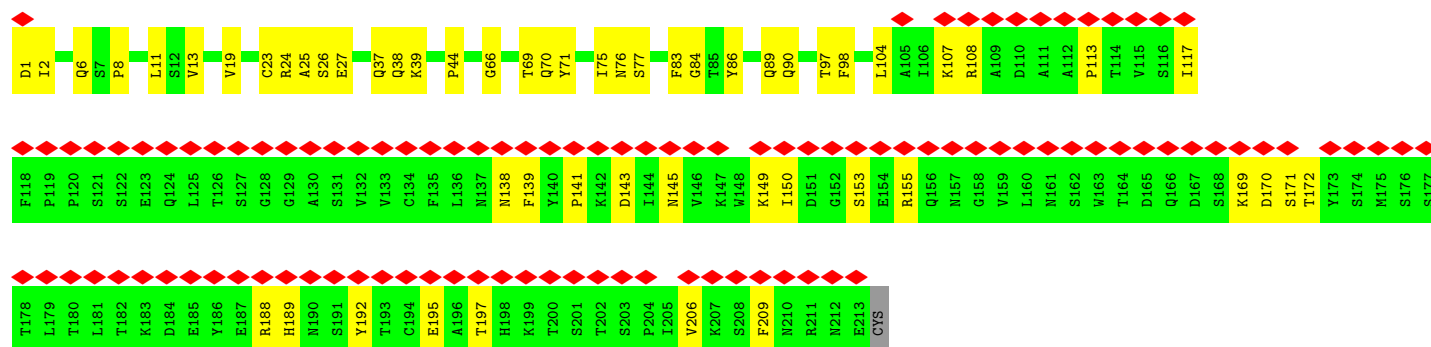 D1 I2 Q6 S7 P8 L11 S12 V13 V19 C23 R24 A25 S26 E27 Q37 Q38 K39 P44 G66 T69 Q70 Y71 I75 N76 S77 F83 G84 T85 Y86 Q89 Q90 T97 F98 L104 A105 I106 K107 R108 A109 D110 A111 A112 P113 T114 V115 S116 I117
F118 P119 P120 S121 S122 E123 Q124 L125 T126 S127 G128 G129 A130 S131 V132 V133 C134 F135 L136 N137 N138 F139 Y140 P141 K142 D143 I144 N145 V146 K147 W148 K149 I150 D151 G152 S153 E154 R155 Q156 N157 G158 V159 L160 N161 S162 W163 T164 D165 Q166 D167 S168 K169 D170 S171 T172 Y173 S174 M175 S176 S177
T178 L179 T180 L181 T182 K183 D184 E185 Y186 E187 R188 H189 N190 S191 Y192 T193 C194 E195 A196 T197 H198 K199 T200 S201 T202 S203 P204 I205 V206 K207 S208 F209 N210 R211 N212 E213 CYS